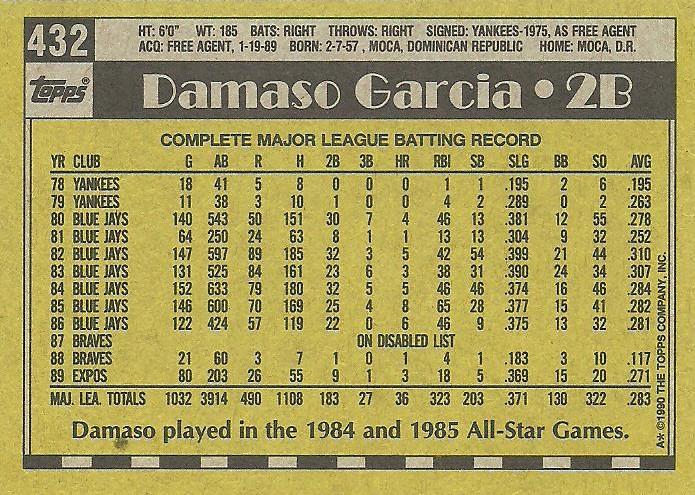 432
HT: 6'0" WT: 185 BATS: RIGHT THROWS: RIGHT SIGNED: YANKEES-1975, AS FREE AGENT
ACQ: FREE AGENT, 1-19-89 BORN: 2-7-57, MOCA, DOMINICAN REPUBLIC HOME: MOCA, D.R.
Topps® Damaso Garcia • 2B
COMPLETE MAJOR LEAGUE BATTING RECORD
YR CLUB G AB R H 2B 3B HR RBI SB SLG BB SO AVG
78 YANKEES 18 41 5 8 0 0 0 1 1 .195 2 6 .195
79 YANKEES 11 38 3 10 1 0 0 4 2 .289 0 2 .263
80 BLUE JAYS 140 543 50 151 30 7 4 46 13 .381 12 55 .278
81 BLUE JAYS 64 250 24 63 8 1 1 13 13 .304 9 32 .252
82 BLUE JAYS 147 597 89 185 32 3 5 42 54 .399 21 44 .310
83 BLUE JAYS 131 525 84 161 23 6 3 38 31 .390 24 34 .307
84 BLUE JAYS 152 633 79 180 32 5 5 46 46 .374 16 46 .284
85 BLUE JAYS 146 600 70 169 25 4 8 65 28 .377 15 41 .282
86 BLUE JAYS 122 424 57 119 22 0 6 46 9 .375 13 32 .281
87 BRAVES ON DISABLED LIST
88 BRAVES 21 60 3 7 1 0 1 4 1 .183 3 10 .117
89 EXPOS 80 203 26 55 9 1 3 18 5 .369 15 20 .271
MAJ. LEA. TOTALS 1032 3914 490 1108 183 27 36 323 203 .371 130 322 .283
Damaso played in the 1984 and 1985 All-Star Games.
A* ©1990 THE TOPPS COMPANY, INC.